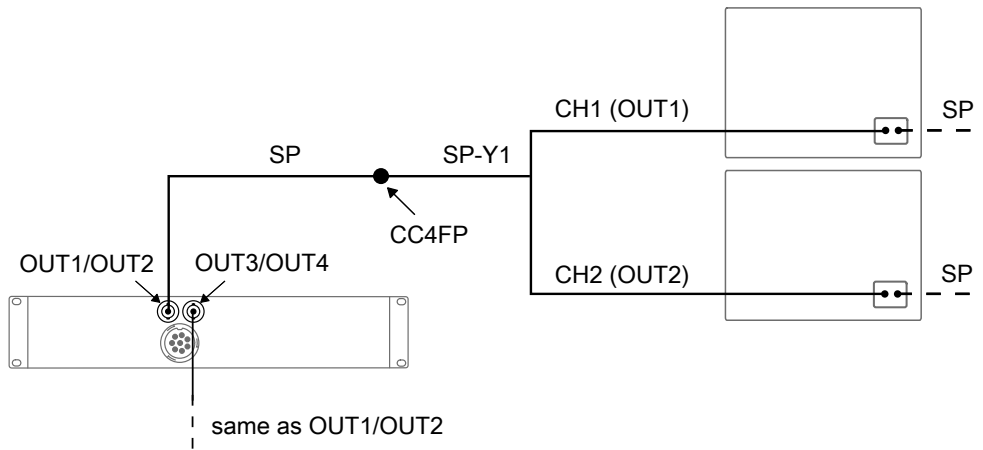 CH1 (OUT1)
SP
SP
SP-Y1
CC4FP
OUT1/OUT2
OUT3/OUT4
CH2 (OUT2)
SP
same as OUT1/OUT2